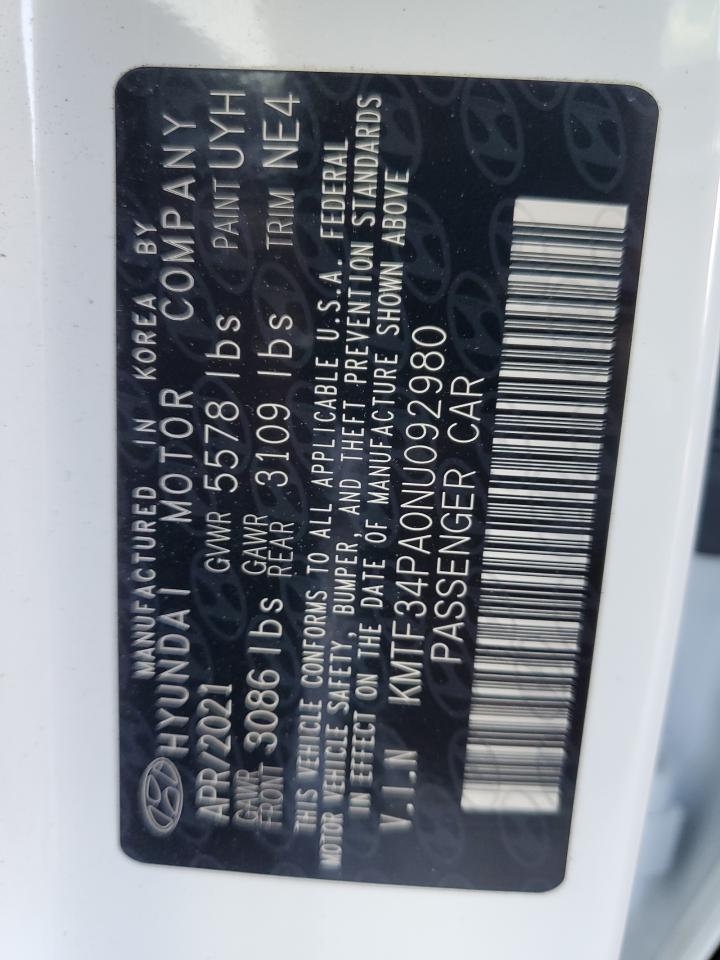 MANUFACTURED IN KOREA BY
HYUNDAI MOTOR COMPANY
APR/2021 GVWR 5578 lbs PAINT UYH
GAWR FRONT 3086 lbs GAWR REAR 3109 lbs TRIM NE4
THIS VEHICLE CONFORMS TO ALL APPLICABLE U.S.A. FEDERAL
MOTOR VEHICLE SAFETY, BUMPER, AND THEFT PREVENTION STANDARDS
IN EFFECT ON THE DATE OF MANUFACTURE SHOWN ABOVE
V.I.N KMTF34PA0NU092980
PASSENGER CAR